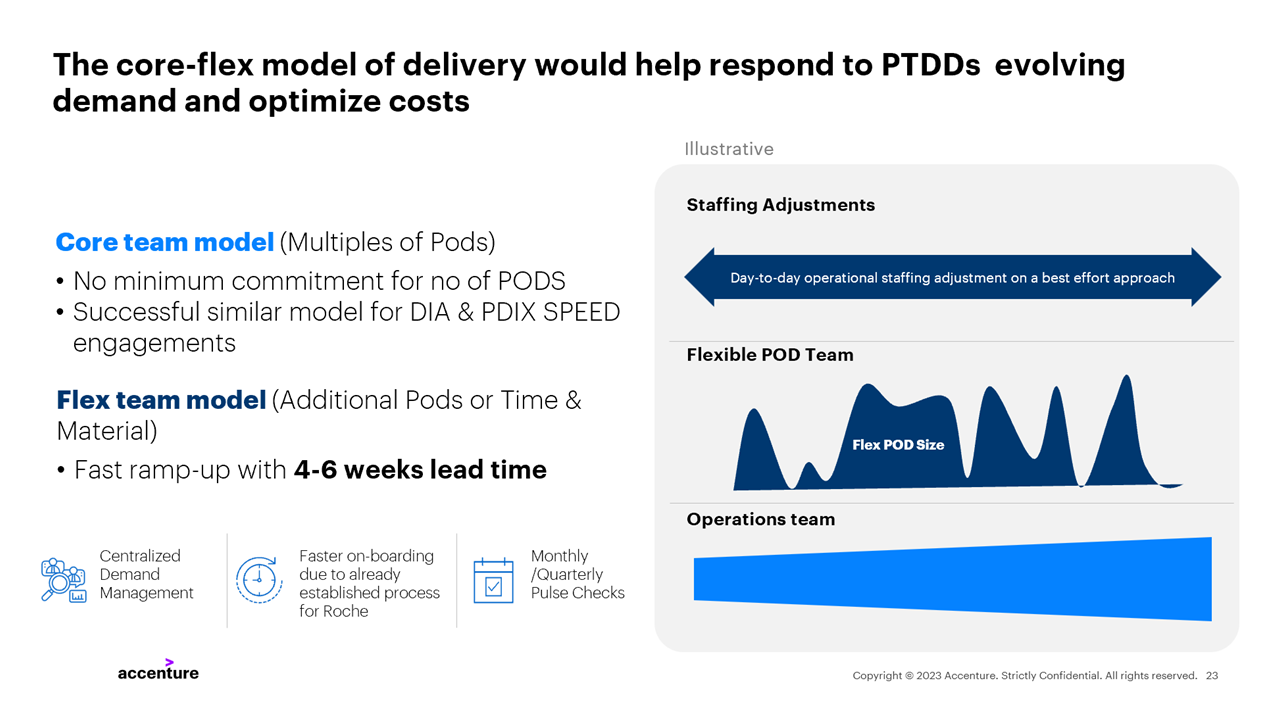 The core-flex model of delivery would help respond to PTDDs  evolving
demand and optimize costs
Illustrative
Core team model (Multiples of Pods)
• No minimum commitment for no of PODS
• Successful similar model for DIA & PDIX SPEED
engagements
Flex team model (Additional Pods or Time &
Material)
• Fast ramp-up with 4-6 weeks lead time
Centralized
Demand
Management
Faster on-boarding
due to already
established process
for Roche
Monthly
/Quarterly
Pulse Checks
Staffing Adjustments
Day-to-day operational staffing adjustment on a best effort approach
Flexible POD Team
Flex POD Size
Operations team
accenture
Copyright © 2023 Accenture. Strictly Confidential. All rights reserved. 23